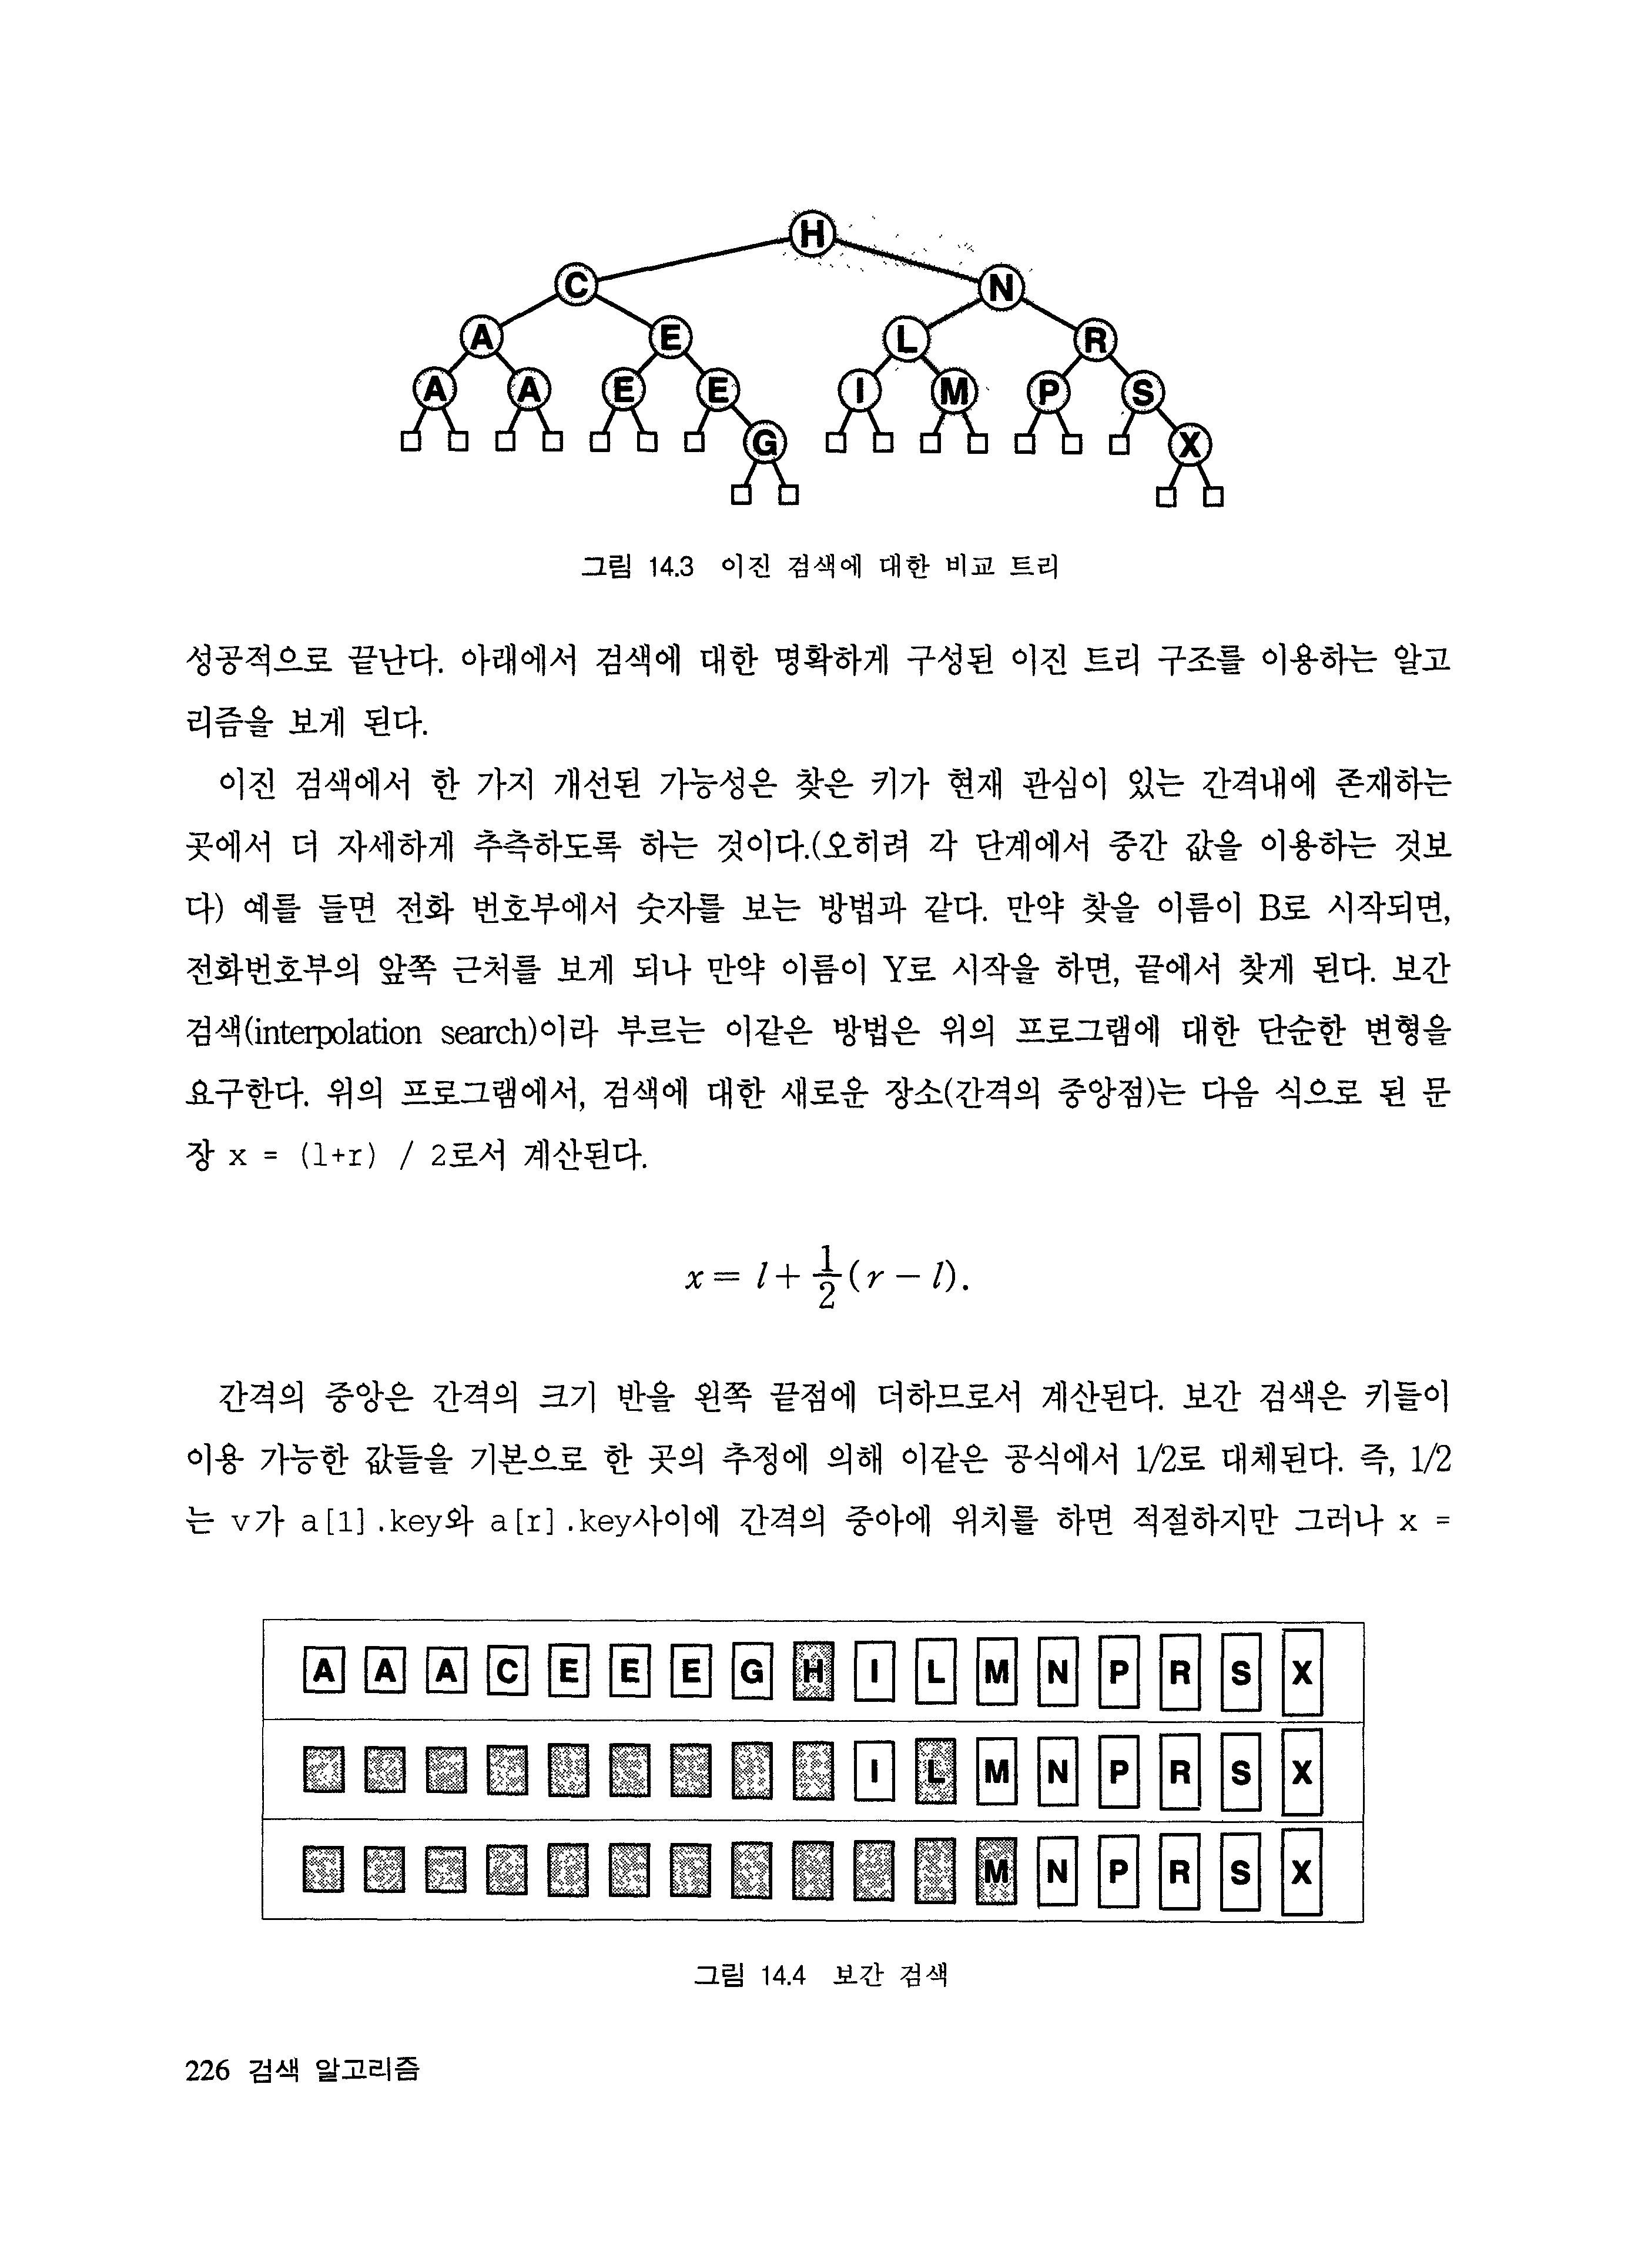 H
C N
A E L R
A A E E I M P S
G X
그림 14.3 이진 검색에 대한 비교 트리
성공적으로 끝난다. 아래에서 검색에 대한 명확하게 구성된 이진 트리 구조를 이용하는 알고
리즘을 보게 된다.
이진 검색에서 한 가지 개선된 가능성은 찾은 키가 현재 관심이 있는 간격내에 존재하는
곳에서 더 자세하게 추측하도록 하는 것이다.(오히려 각 단계에서 중간 값을 이용하는 것보
다) 예를 들면 전화 번호부에서 숫자를 보는 방법과 같다. 만약 찾을 이름이 B로 시작되면,
전화번호부의 앞쪽 근처를 보게 되나 만약 이름이 Y로 시작을 하면, 끝에서 찾게 된다. 보간
검색(interpolation search)이라 부르는 이같은 방법은 위의 프로그램에 대한 단순한 변형을
요구한다. 위의 프로그램에서, 검색에 대한 새로운 장소(간격의 중앙점)는 다음 식으로 된 문
장 x = (l+r) / 2로서 계산된다.
x = l + 1/2 (r − l).
간격의 중앙은 간격의 크기 반을 왼쪽 끝점에 더하므로서 계산된다. 보간 검색은 키들이
이용 가능한 값들을 기본으로 한 곳의 추정에 의해 이같은 공식에서 1/2로 대체된다. 즉, 1/2
는 v가 a[l].key와 a[r].key사이에 간격의 중아에 위치를 하면 적절하지만 그러나 x =
A A A C E E E G H I L M N P R S X
I L M N P R S X
M N P R S X
그림 14.4 보간 검색
226 검색 알고리즘